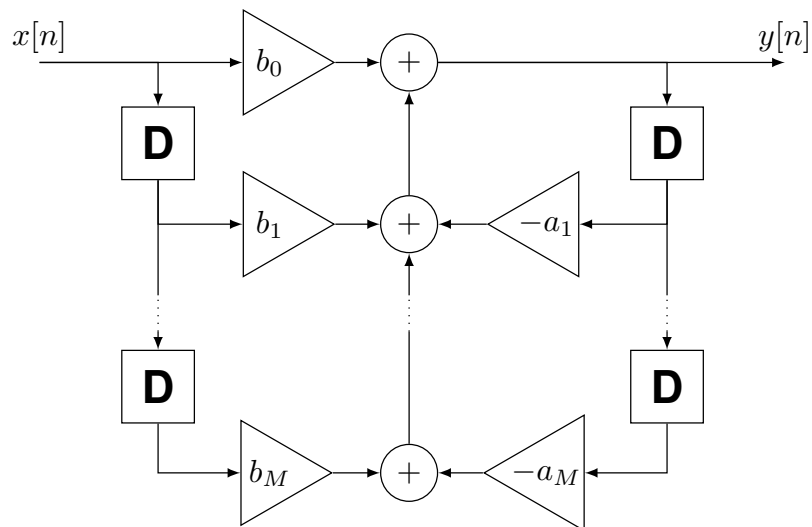 x[n] y[n]
b_0 +
D D
b_1 + −a_1
D D
b_M + −a_M